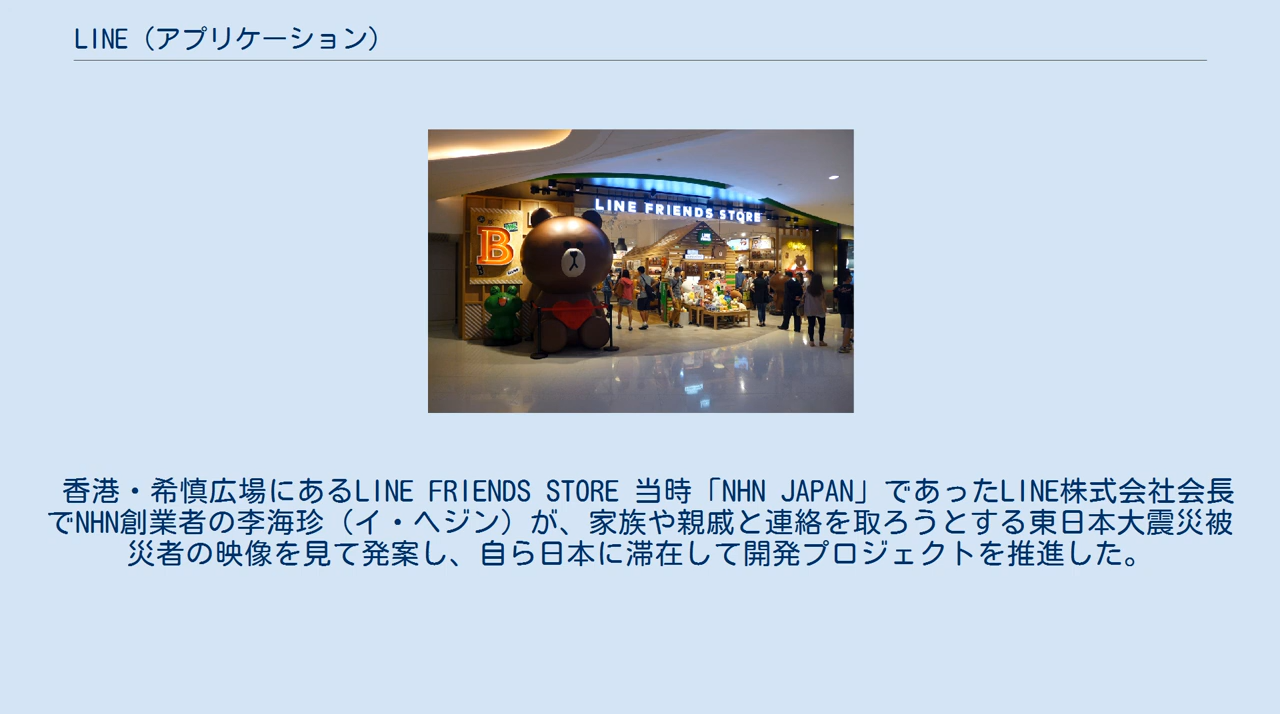 LINE（アプリケーション）
LINE FRIENDS STORE
B
香港・希慎広場にあるLINE FRIENDS STORE 当時「NHN JAPAN」であったLINE株式会社会長
でNHN創業者の李海珍（イ・ヘジン）が、家族や親戚と連絡を取ろうとする東日本大震災被
災者の映像を見て発案し、自ら日本に滞在して開発プロジェクトを推進した。